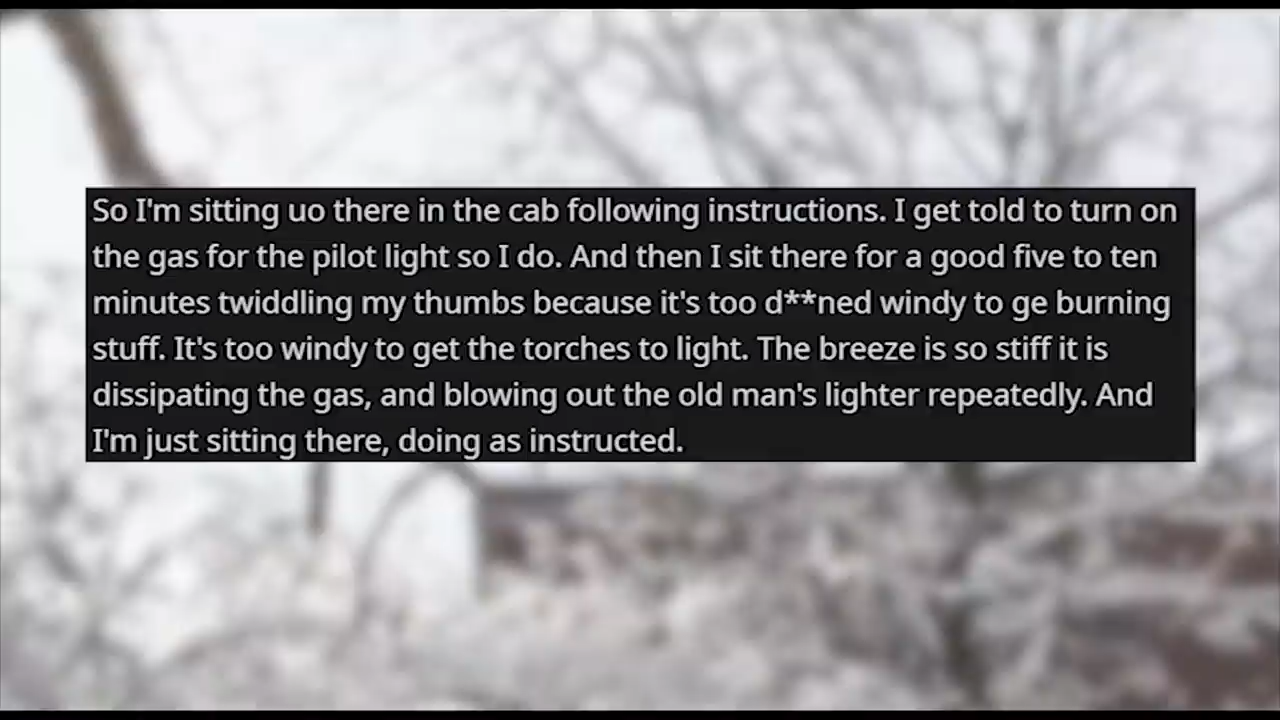 So I'm sitting uo there in the cab following instructions. I get told to turn on
the gas for the pilot light so I do. And then I sit there for a good five to ten
minutes twiddling my thumbs because it's too d**ned windy to ge burning
stuff. It's too windy to get the torches to light. The breeze is so stiff it is
dissipating the gas, and blowing out the old man's lighter repeatedly. And
I'm just sitting there, doing as instructed.